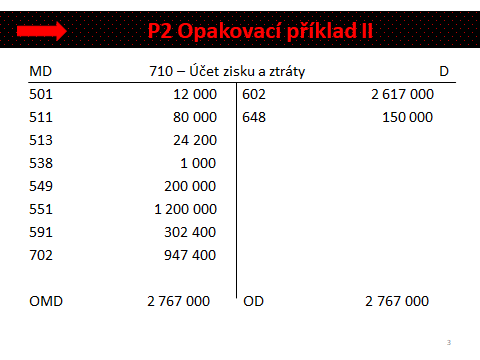 P2 Opakovací příklad II
MD 710 – Účet zisku a ztráty D
501 12 000 602 2 617 000
511 80 000 648 150 000
513 24 200
538 1 000
549 200 000
551 1 200 000
591 302 400
702 947 400
OMD 2 767 000 OD 2 767 000
3